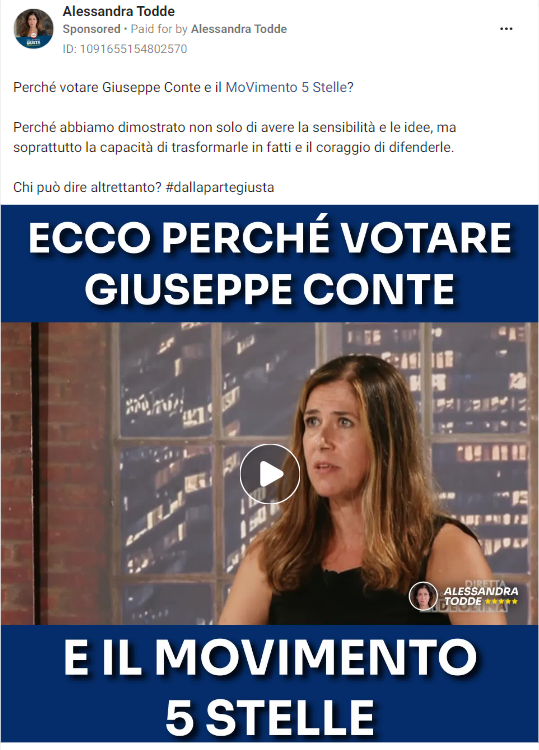 Alessandra Todde
Sponsored • Paid for by Alessandra Todde
ID: 1091655154802570
Perché votare Giuseppe Conte e il MoVimento 5 Stelle?
Perché abbiamo dimostrato non solo di avere la sensibilità e le idee, ma
soprattutto la capacità di trasformarle in fatti e il coraggio di difenderle.
Chi può dire altrettanto? #dallapartegiusta
ECCO PERCHÉ VOTARE
GIUSEPPE CONTE
DIRETTA
ALESSANDRA
TODDE
E IL MOVIMENTO
5 STELLE